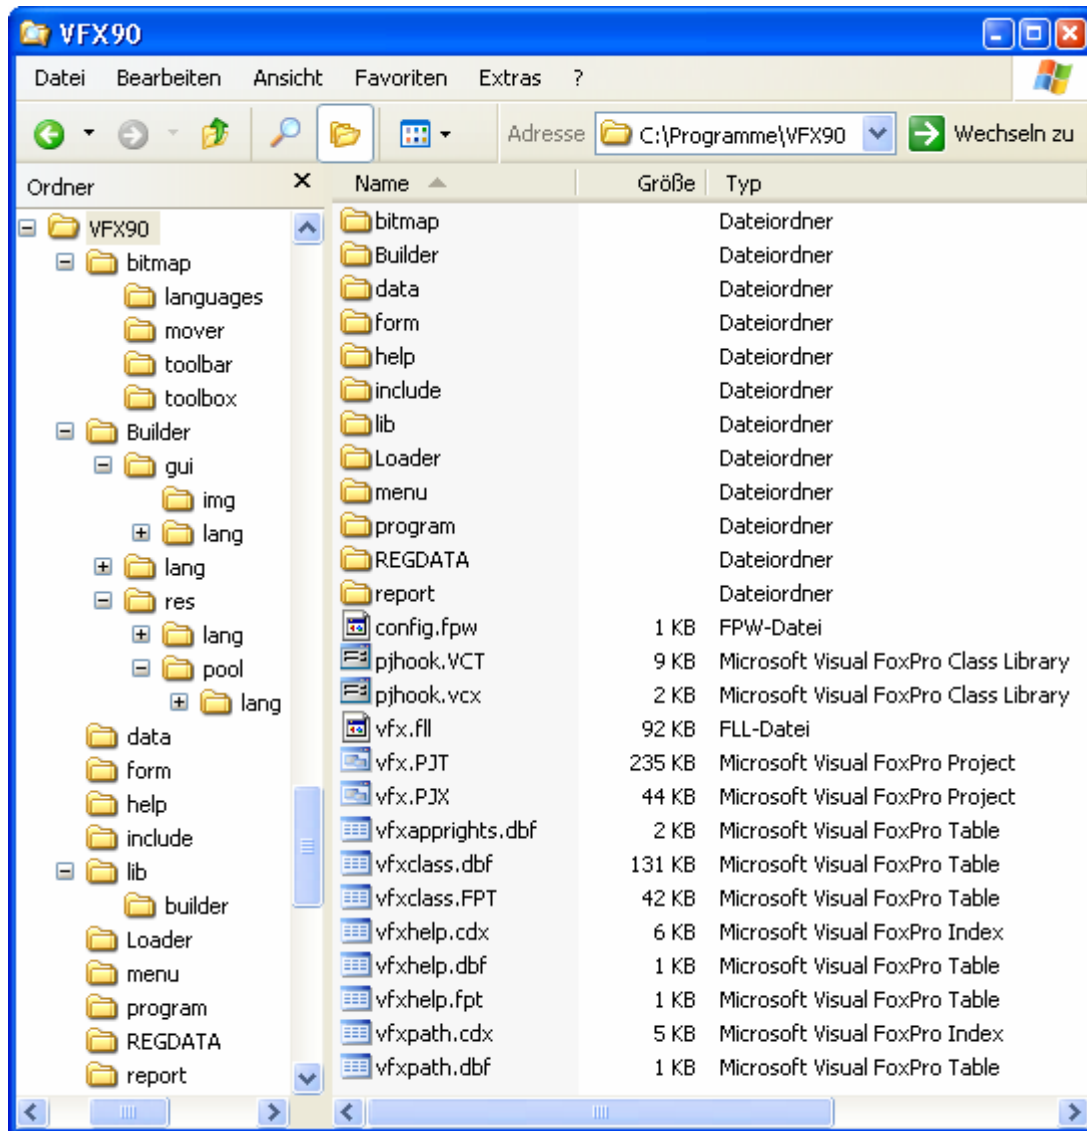 VFX90
Datei Bearbeiten Ansicht Favoriten Extras ?
Adresse C:\Programme\VFX90 Wechseln zu
Ordner
VFX90
bitmap
languages
mover
toolbar
toolbox
Builder
gui
img
lang
lang
res
lang
pool
lang
data
form
help
include
lib
builder
Loader
menu
program
REGDATA
report
Name Größe Typ
bitmap Dateiordner
Builder Dateiordner
data Dateiordner
form Dateiordner
help Dateiordner
include Dateiordner
lib Dateiordner
Loader Dateiordner
menu Dateiordner
program Dateiordner
REGDATA Dateiordner
report Dateiordner
config.fpw 1 KB FPW-Datei
pjhook.VCT 9 KB Microsoft Visual FoxPro Class Library
pjhook.vcx 2 KB Microsoft Visual FoxPro Class Library
vfx.fll 92 KB FLL-Datei
vfx.PJT 235 KB Microsoft Visual FoxPro Project
vfx.PJX 44 KB Microsoft Visual FoxPro Project
vfxapprights.dbf 2 KB Microsoft Visual FoxPro Table
vfxclass.dbf 131 KB Microsoft Visual FoxPro Table
vfxclass.FPT 42 KB Microsoft Visual FoxPro Table
vfxhelp.cdx 6 KB Microsoft Visual FoxPro Index
vfxhelp.dbf 1 KB Microsoft Visual FoxPro Table
vfxhelp.fpt 1 KB Microsoft Visual FoxPro Table
vfxpath.cdx 5 KB Microsoft Visual FoxPro Index
vfxpath.dbf 1 KB Microsoft Visual FoxPro Table